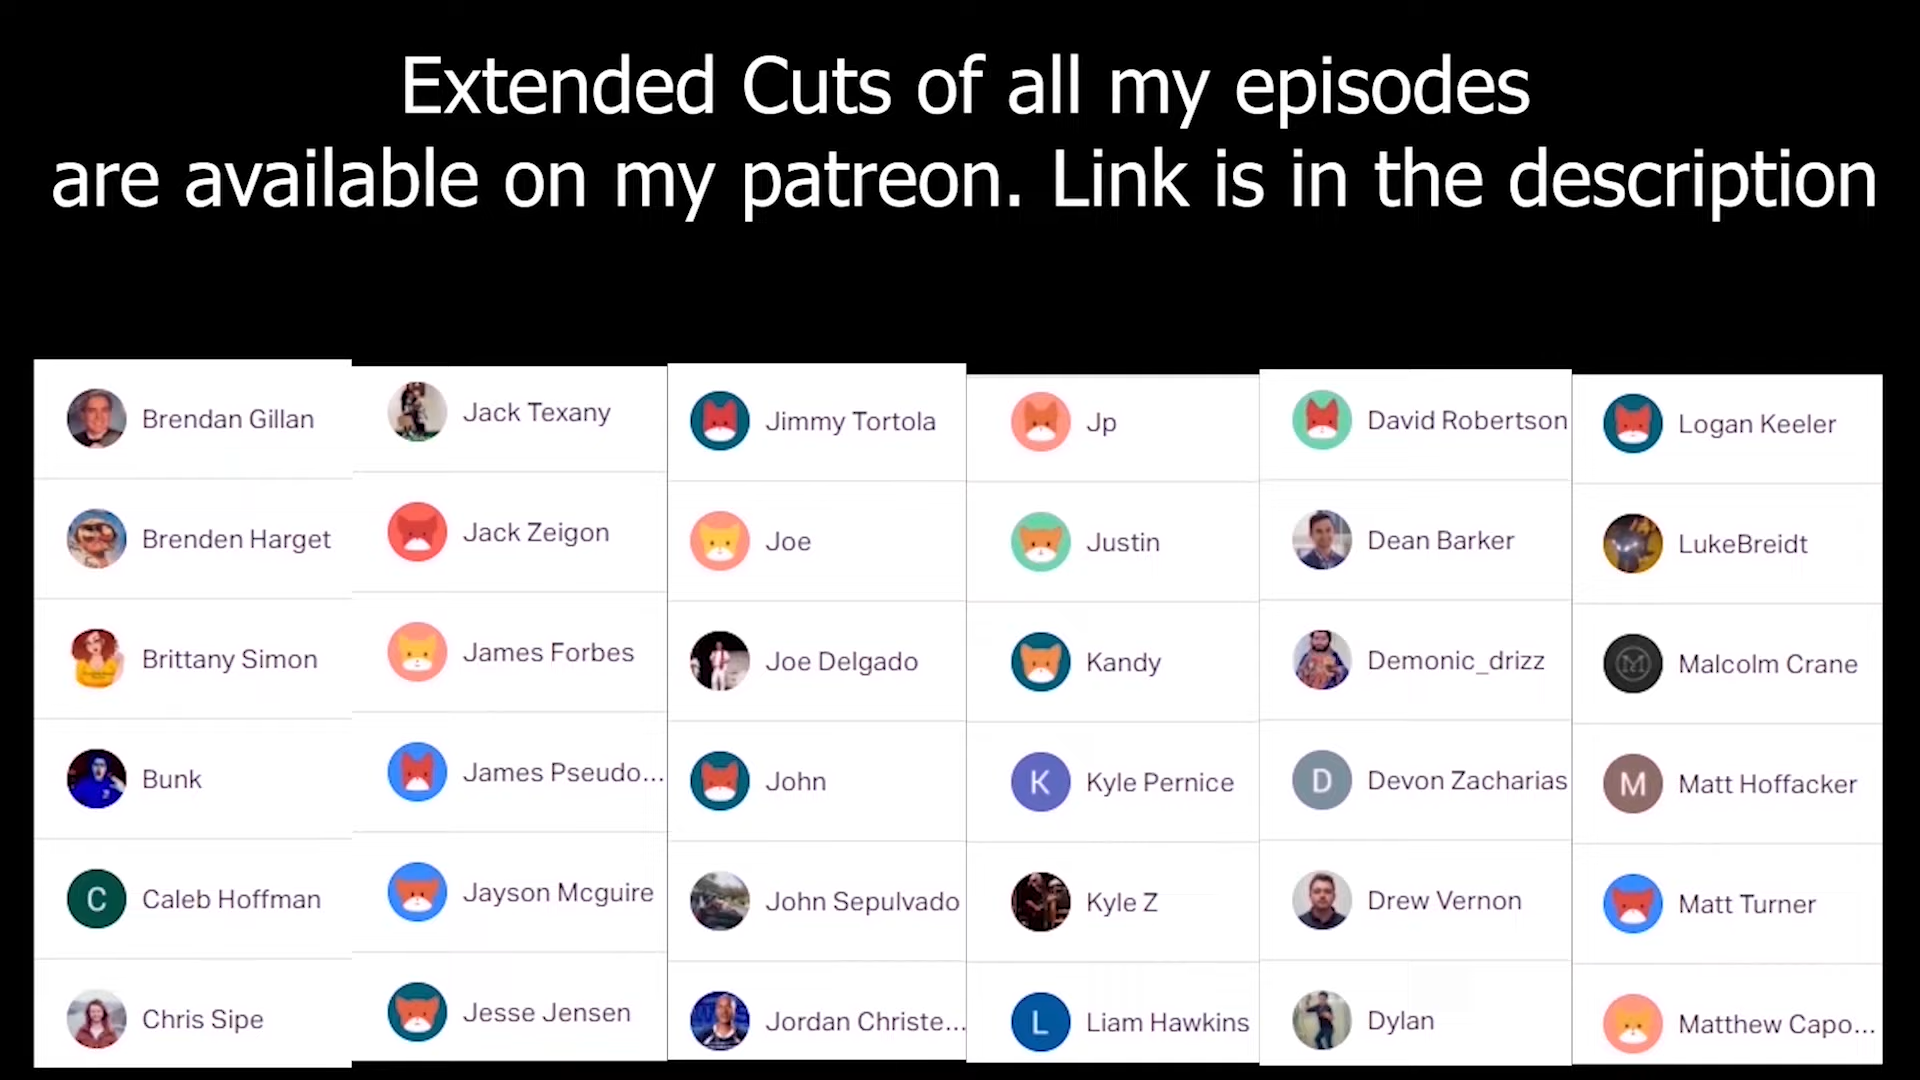 Extended Cuts of all my episodes
are available on my patreon. Link is in the description
Brendan Gillan
Brenden Harget
Brittany Simon
Bunk
C
Caleb Hoffman
Chris Sipe
Jack Texany
Jack Zeigon
James Forbes
James Pseudo...
Jayson Mcguire
Jesse Jensen
Jimmy Tortola
Joe
Joe Delgado
John
John Sepulvado
Jordan Christe...
Jp
Justin
Kandy
K
Kyle Pernice
Kyle Z
L
Liam Hawkins
David Robertson
Dean Barker
Demonic_drizz
D
Devon Zacharias
Drew Vernon
Dylan
Logan Keeler
LukeBreidt
M
Malcolm Crane
M
Matt Hoffacker
Matt Turner
Matthew Capo...